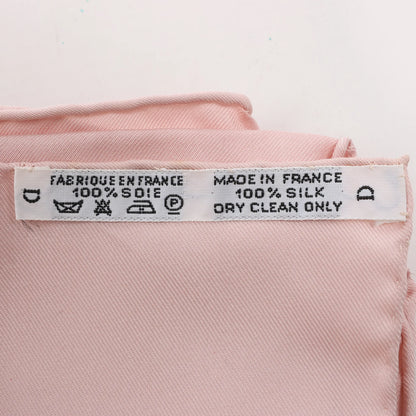 D
FABRIQUE EN FRANCE
100% SOIE
P
MADE IN FRANCE
100% SILK
DRY CLEAN ONLY
D